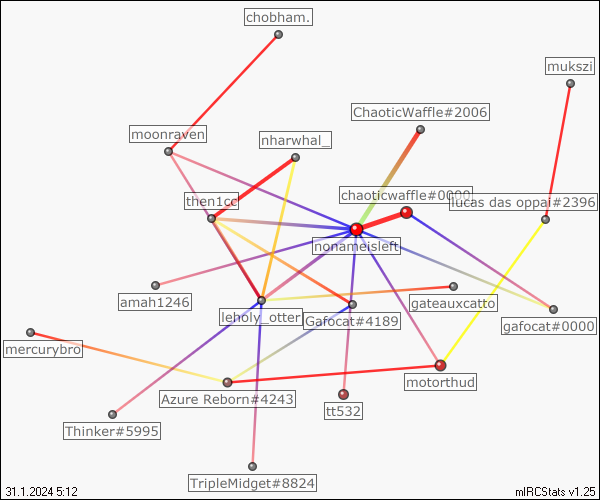 chobham.
mukszi
ChaoticWaffle#2006
moonraven
nharwhal_
chaoticwaffle#0000
then1cc
lucas das oppai#2396
nonameisleft
amah1246
gateauxcatto
leholy_otter
Gafocat#4189
gafocat#0000
mercurybro
motorthud
Azure Reborn#4243
tt532
Thinker#5995
TripleMidget#8824
31.1.2024 5:12
mIRCStats v1.25